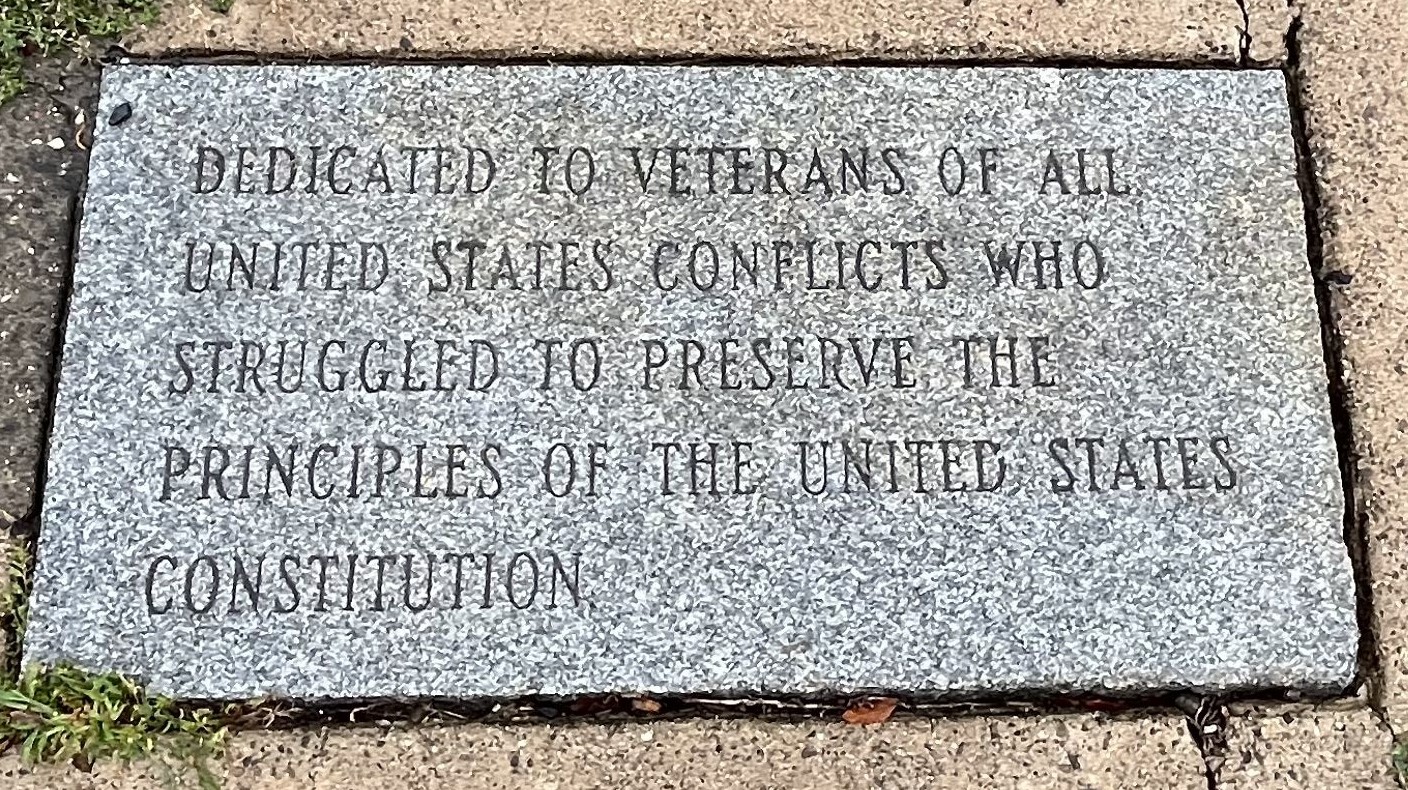 DEDICATED TO VETERANS OF ALL
UNITED STATES CONFLICTS WHO
STRUGGLED TO PRESERVE THE
PRINCIPLES OF THE UNITED STATES
CONSTITUTION.